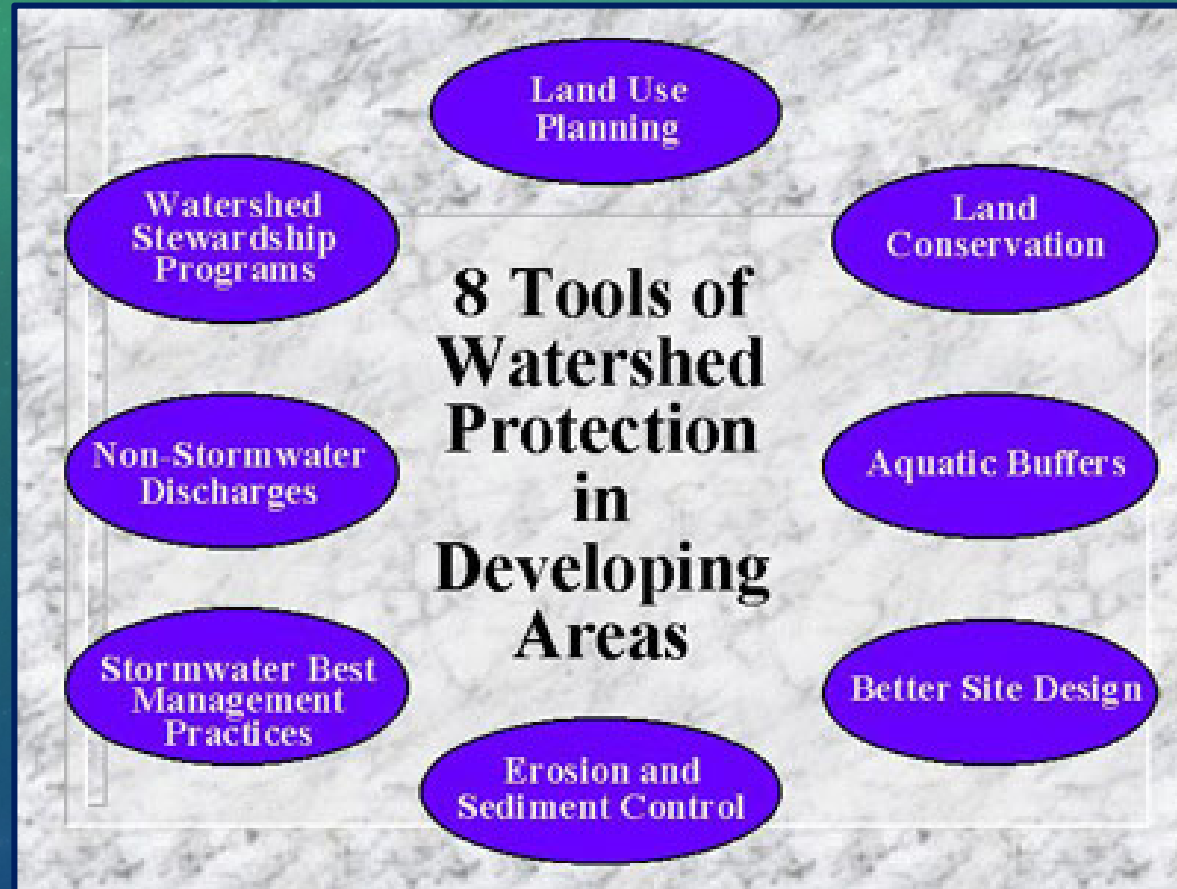 Land Use
Planning
Watershed
Stewardship
Programs
Land
Conservation
8 Tools of
Watershed
Protection
in
Developing
Areas
Non-Stormwater
Discharges
Aquatic Buffers
Stormwater Best
Management
Practices
Better Site Design
Erosion and
Sediment Control